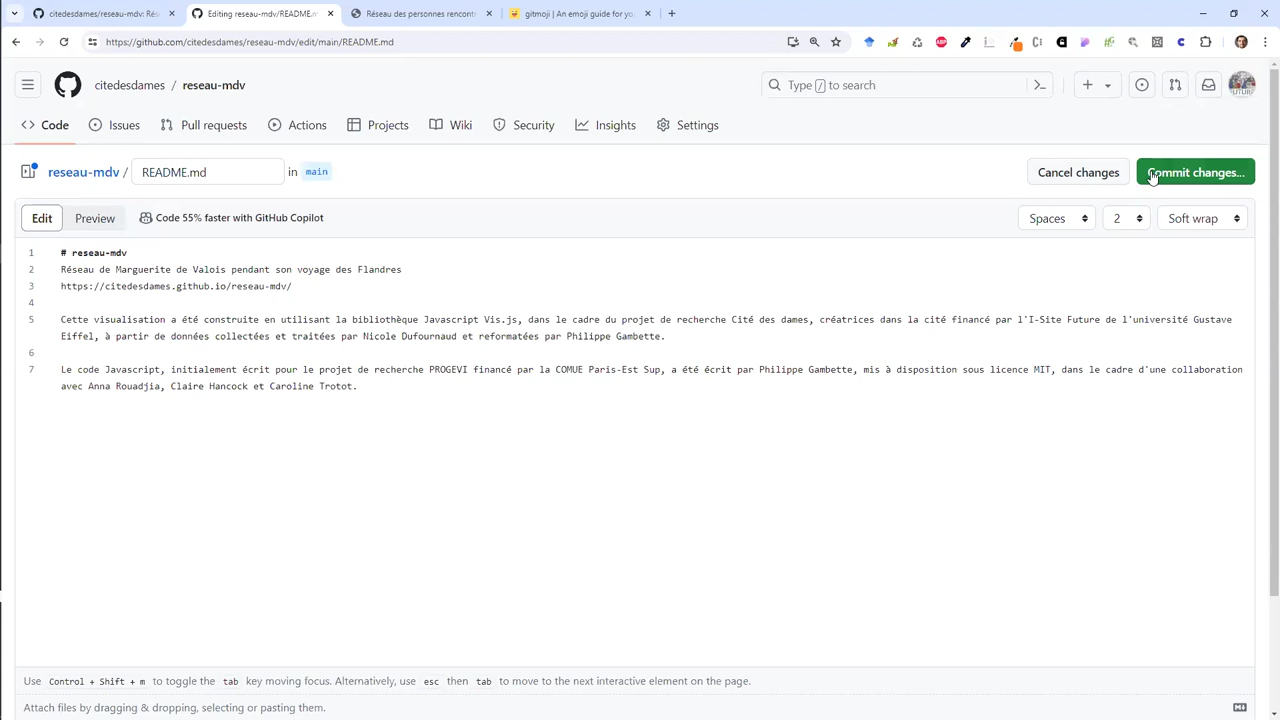 citedesdames/reseau-mdv: Rés
Editing reseau-mdv/README.m
Réseau des personnes rencont
gitmoji | An emoji guide for yo
https://github.com/citedesdames/reseau-mdv/edit/main/README.md
citedesdames / reseau-mdv
Type / to search
Code
Issues
Pull requests
Actions
Projects
Wiki
Security
Insights
Settings
reseau-mdv / README.md in main
Cancel changes
Commit changes...
Edit
Preview
Code 55% faster with GitHub Copilot
Spaces
2
Soft wrap
1 # reseau-mdv
2 Réseau de Marguerite de Valois pendant son voyage des Flandres
3 https://citedesdames.github.io/reseau-mdv/
4
5 Cette visualisation a été construite en utilisant la bibliothèque Javascript Vis.js, dans le cadre du projet de recherche Cité des dames, créatrices dans la cité financé par l'I-Site Future de l'université Gustave
Eiffel, à partir de données collectées et traitées par Nicole Dufournaud et reformatées par Philippe Gambette.
6
7 Le code Javascript, initialement écrit pour le projet de recherche PROGEVI financé par la COMUE Paris-Est Sup, a été écrit par Philippe Gambette, mis à disposition sous licence MIT, dans le cadre d'une collaboration
avec Anna Rouadjia, Claire Hancock et Caroline Trotot.
Use Control + Shift + m to toggle the tab key moving focus. Alternatively, use esc then tab to move to the next interactive element on the page.
Attach files by dragging & dropping, selecting or pasting them.